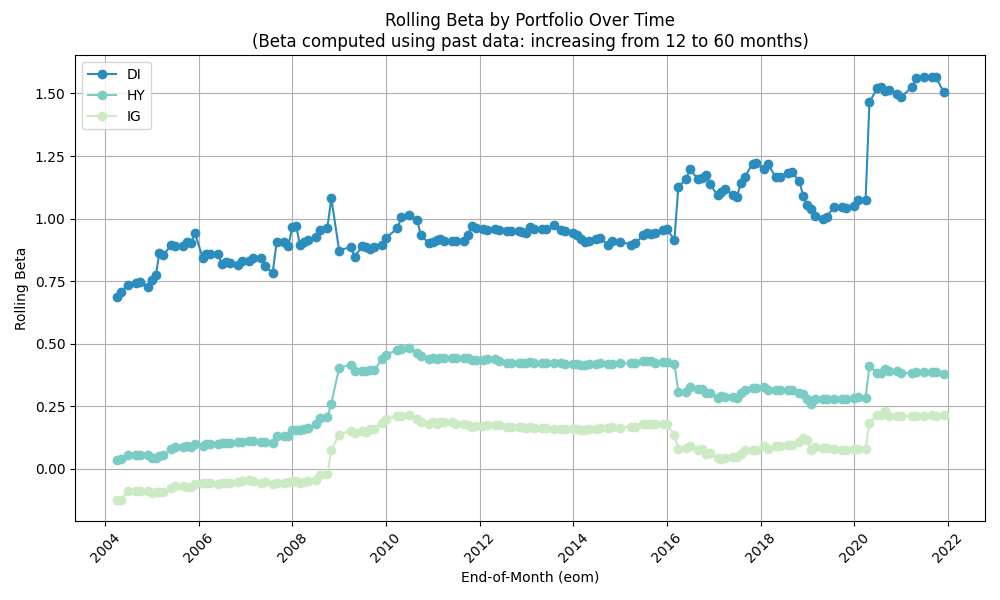 Rolling Beta by Portfolio Over Time
(Beta computed using past data: increasing from 12 to 60 months)
DI
HY
IG
Rolling Beta
1.50
1.25
1.00
0.75
0.50
0.25
0.00
2004 2006 2008 2010 2012 2014 2016 2018 2020 2022
End-of-Month (eom)